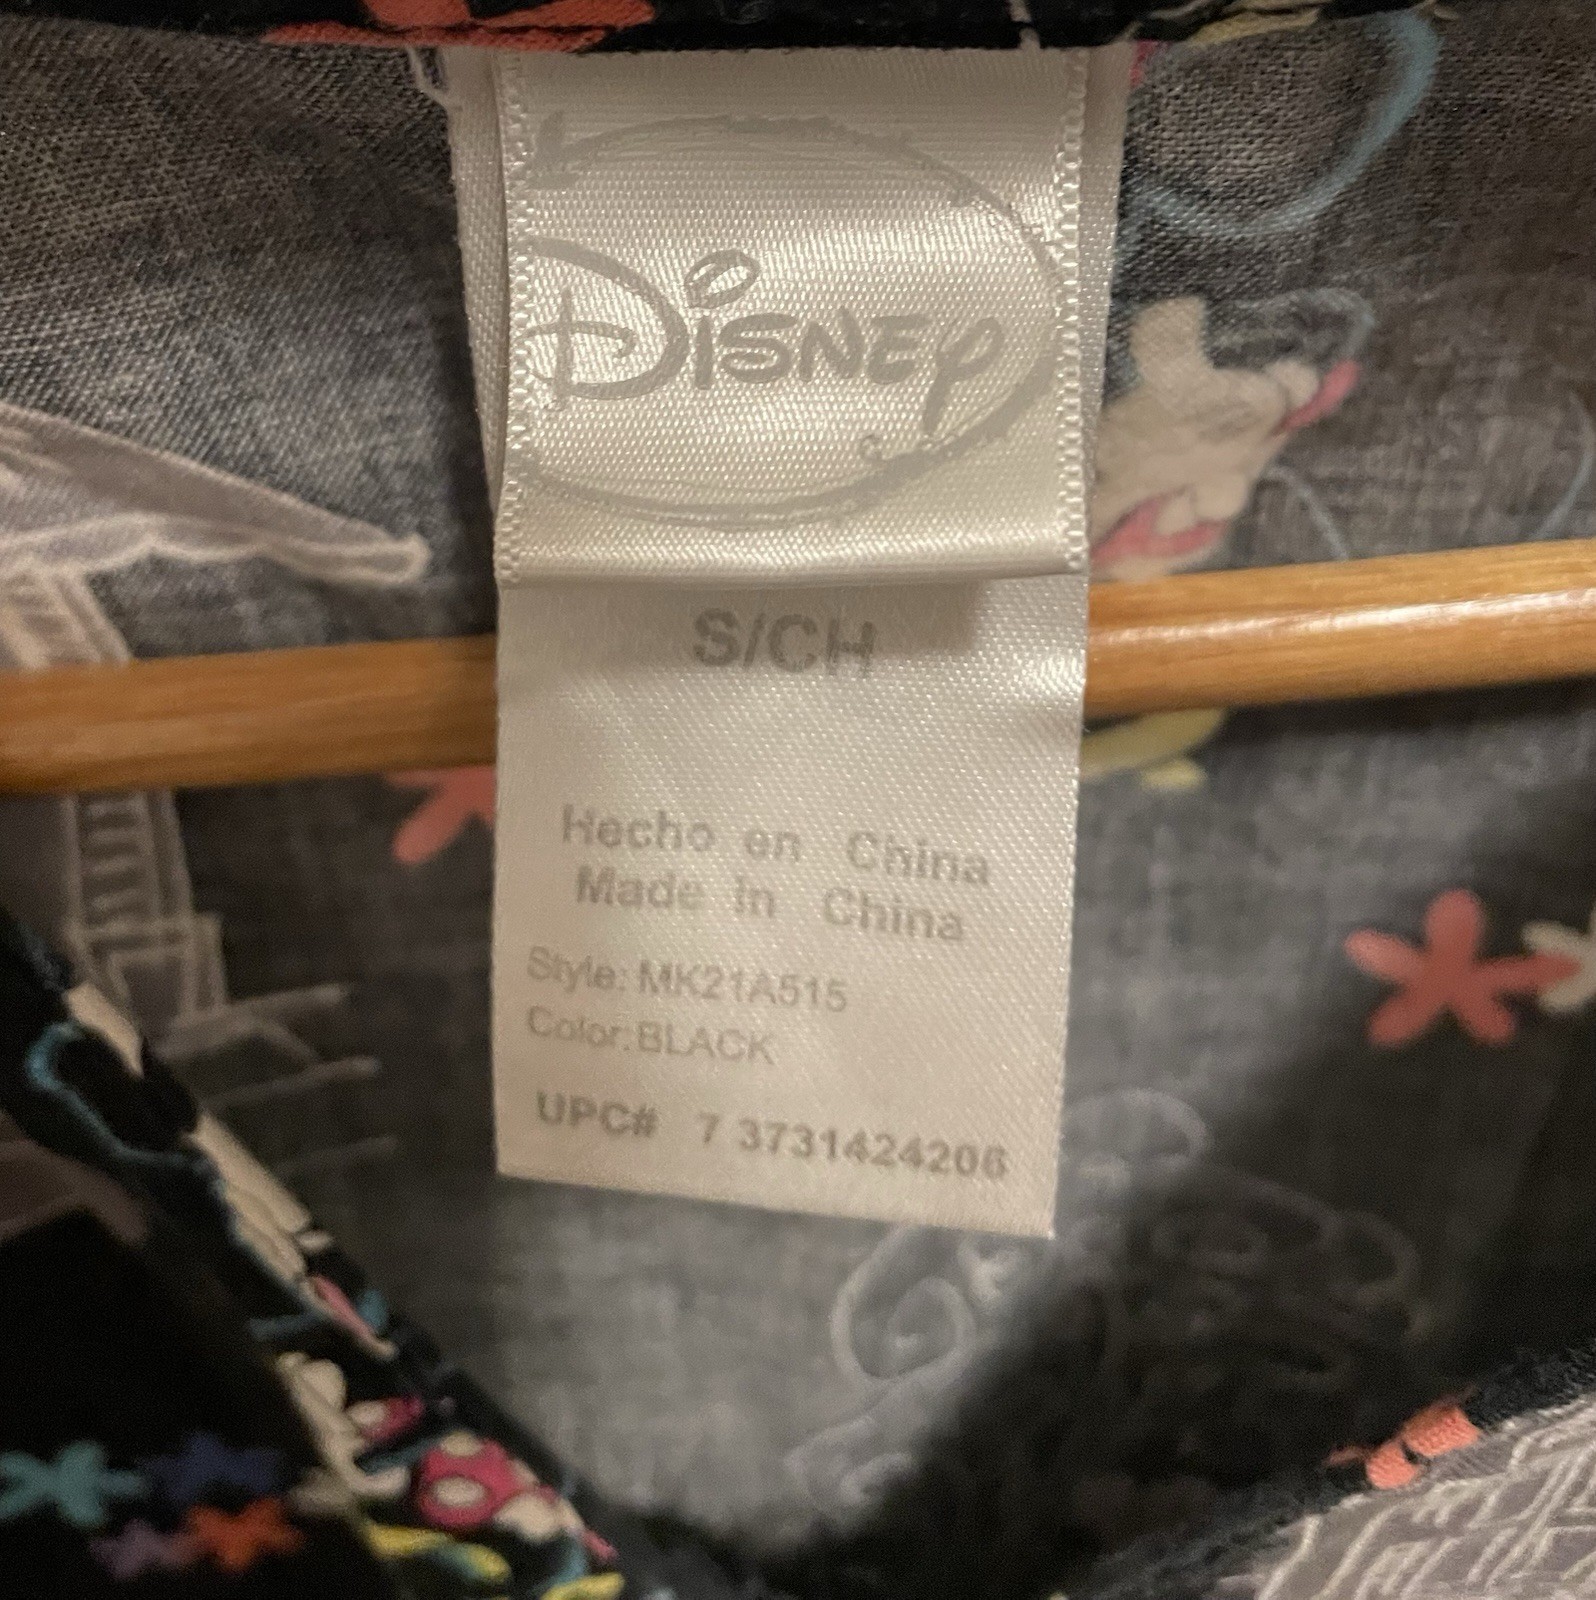 Disney
S/CH
Hecho en China
Made in China
Style: MK21A515
Color: BLACK
UPC# 7 3731424206